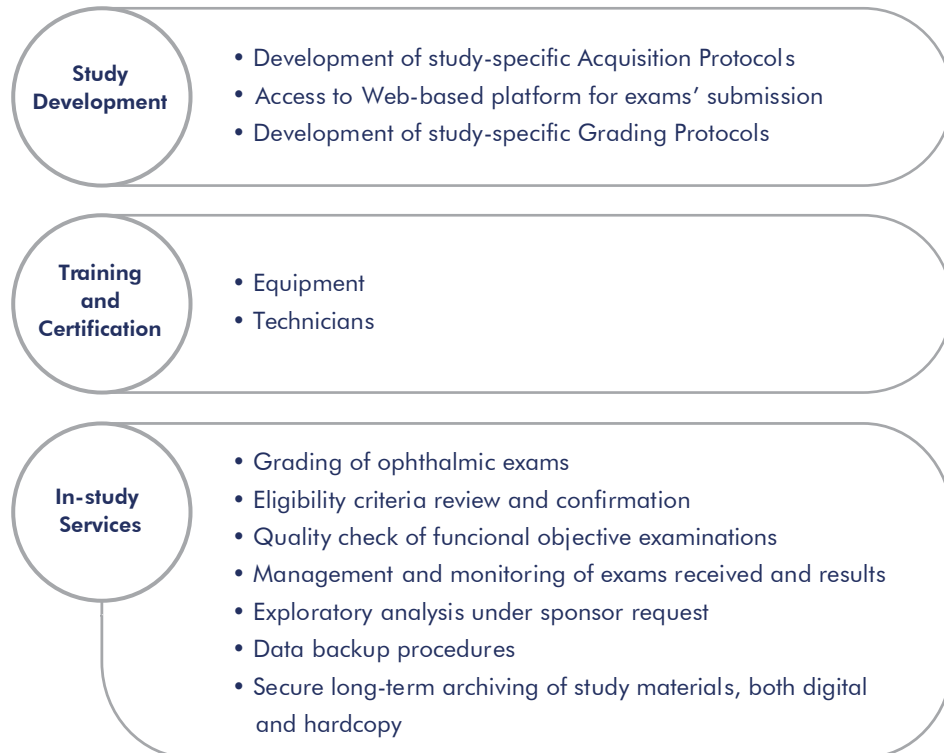 Study
Development
• Development of study-specific Acquisition Protocols
• Access to Web-based platform for exams’ submission
• Development of study-specific Grading Protocols
Training
and
Certification
• Equipment
• Technicians
In-study
Services
• Grading of ophthalmic exams
• Eligibility criteria review and confirmation
• Quality check of funcional objective examinations
• Management and monitoring of exams received and results
• Exploratory analysis under sponsor request
• Data backup procedures
• Secure long-term archiving of study materials, both digital
and hardcopy